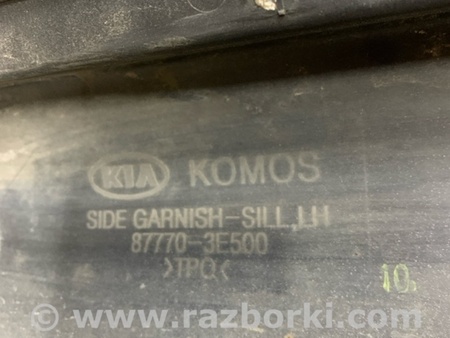 KIA KOMOS
SIDE GARNISH-SILL,LH
87770-3E500
>TPO<
10.
www.razborki.com